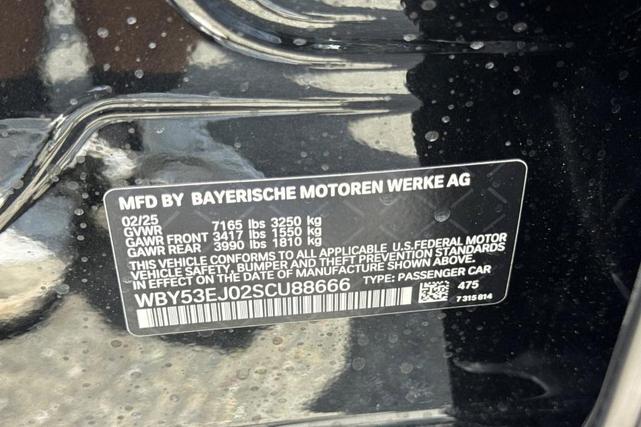 MFD BY BAYERISCHE MOTOREN WERKE AG
02/25
GVWR 7165 lbs 3250 kg
GAWR FRONT 3417 lbs 1550 kg
GAWR REAR 3990 lbs 1810 kg
THIS VEHICLE CONFORMS TO ALL APPLICABLE U.S.FEDERAL MOTOR
VEHICLE SAFETY, BUMPER AND THEFT PREVENTION STANDARDS
IN EFFECT ON THE DATE OF MANUFACTURE SHOWN ABOVE.
WBY53EJ02SCU88666 TYPE: PASSENGER CAR
475
7 315 814